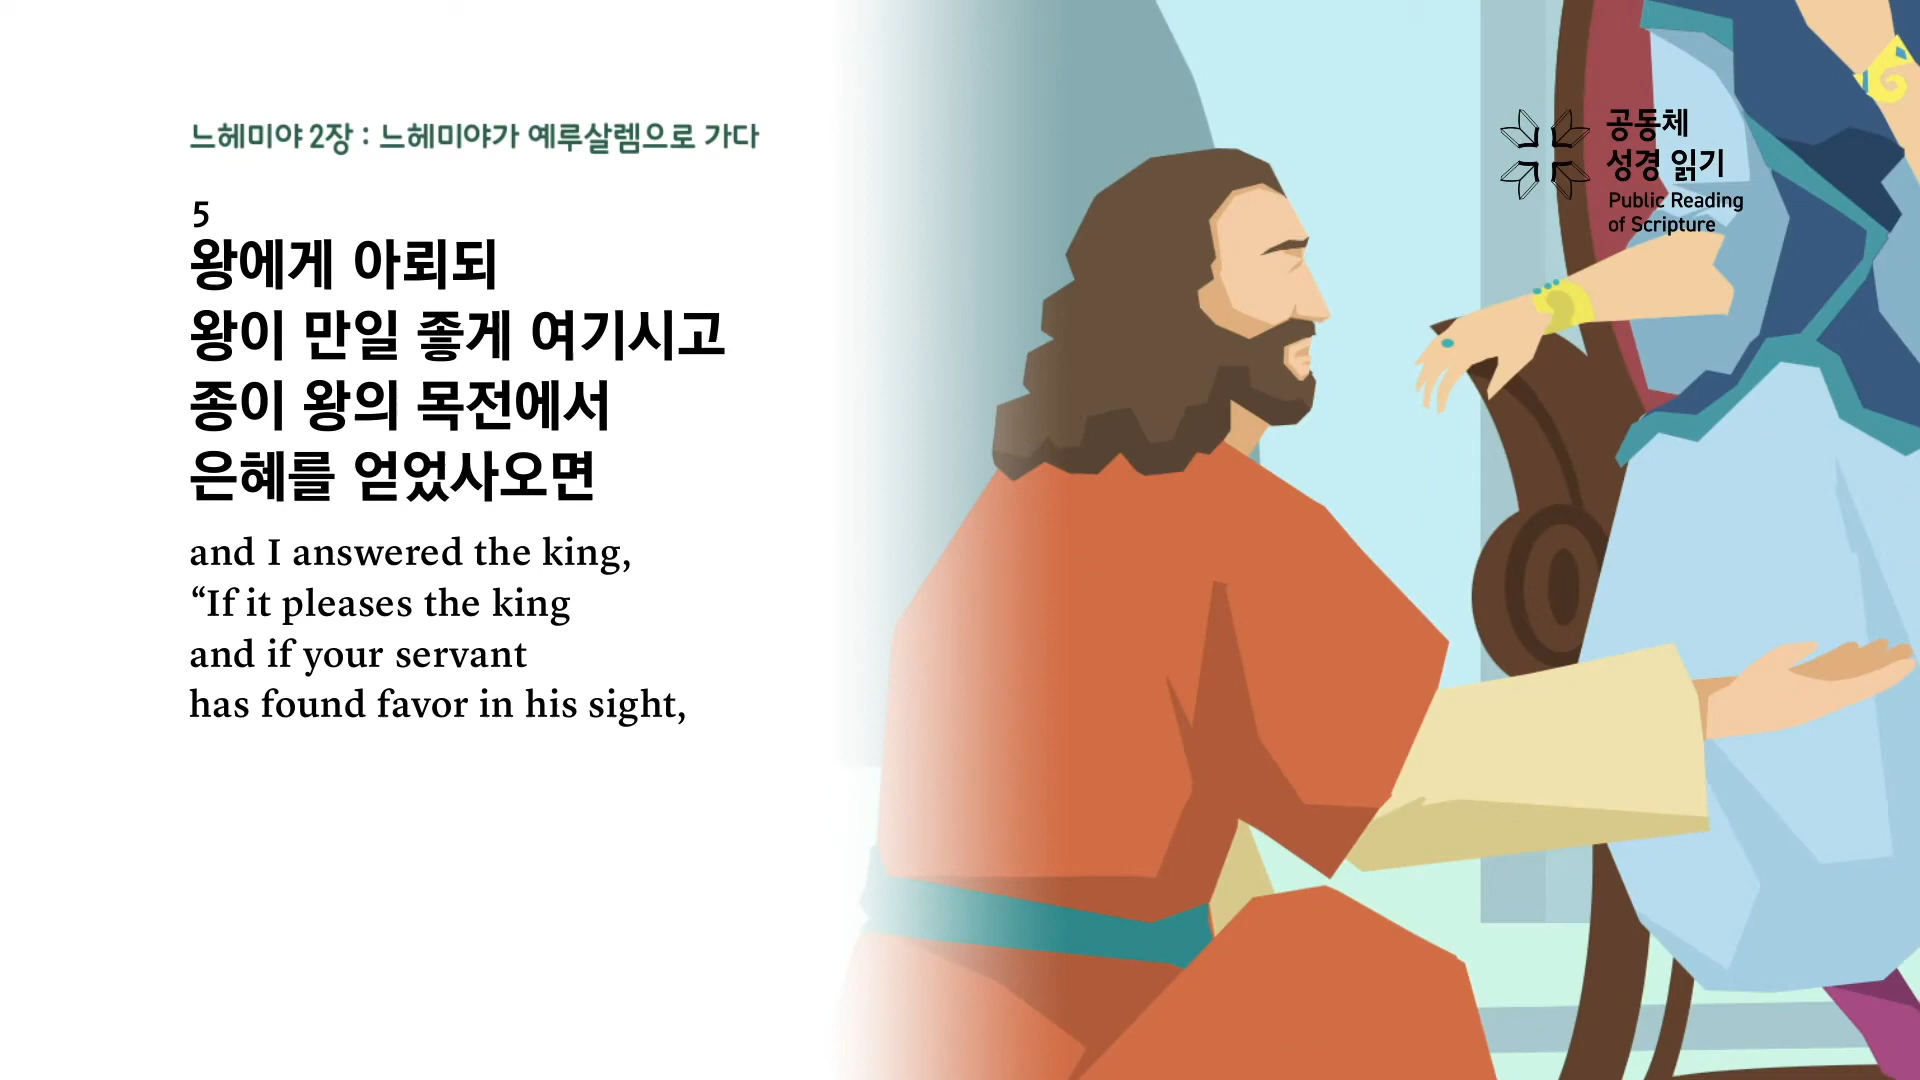 느헤미야 2장 : 느헤미야가 예루살렘으로 가다
5
왕에게 아뢰되
왕이 만일 좋게 여기시고
종이 왕의 목전에서
은혜를 얻었사오면
and I answered the king,
“If it pleases the king
and if your servant
has found favor in his sight,
공동체
성경 읽기
Public Reading
of Scripture